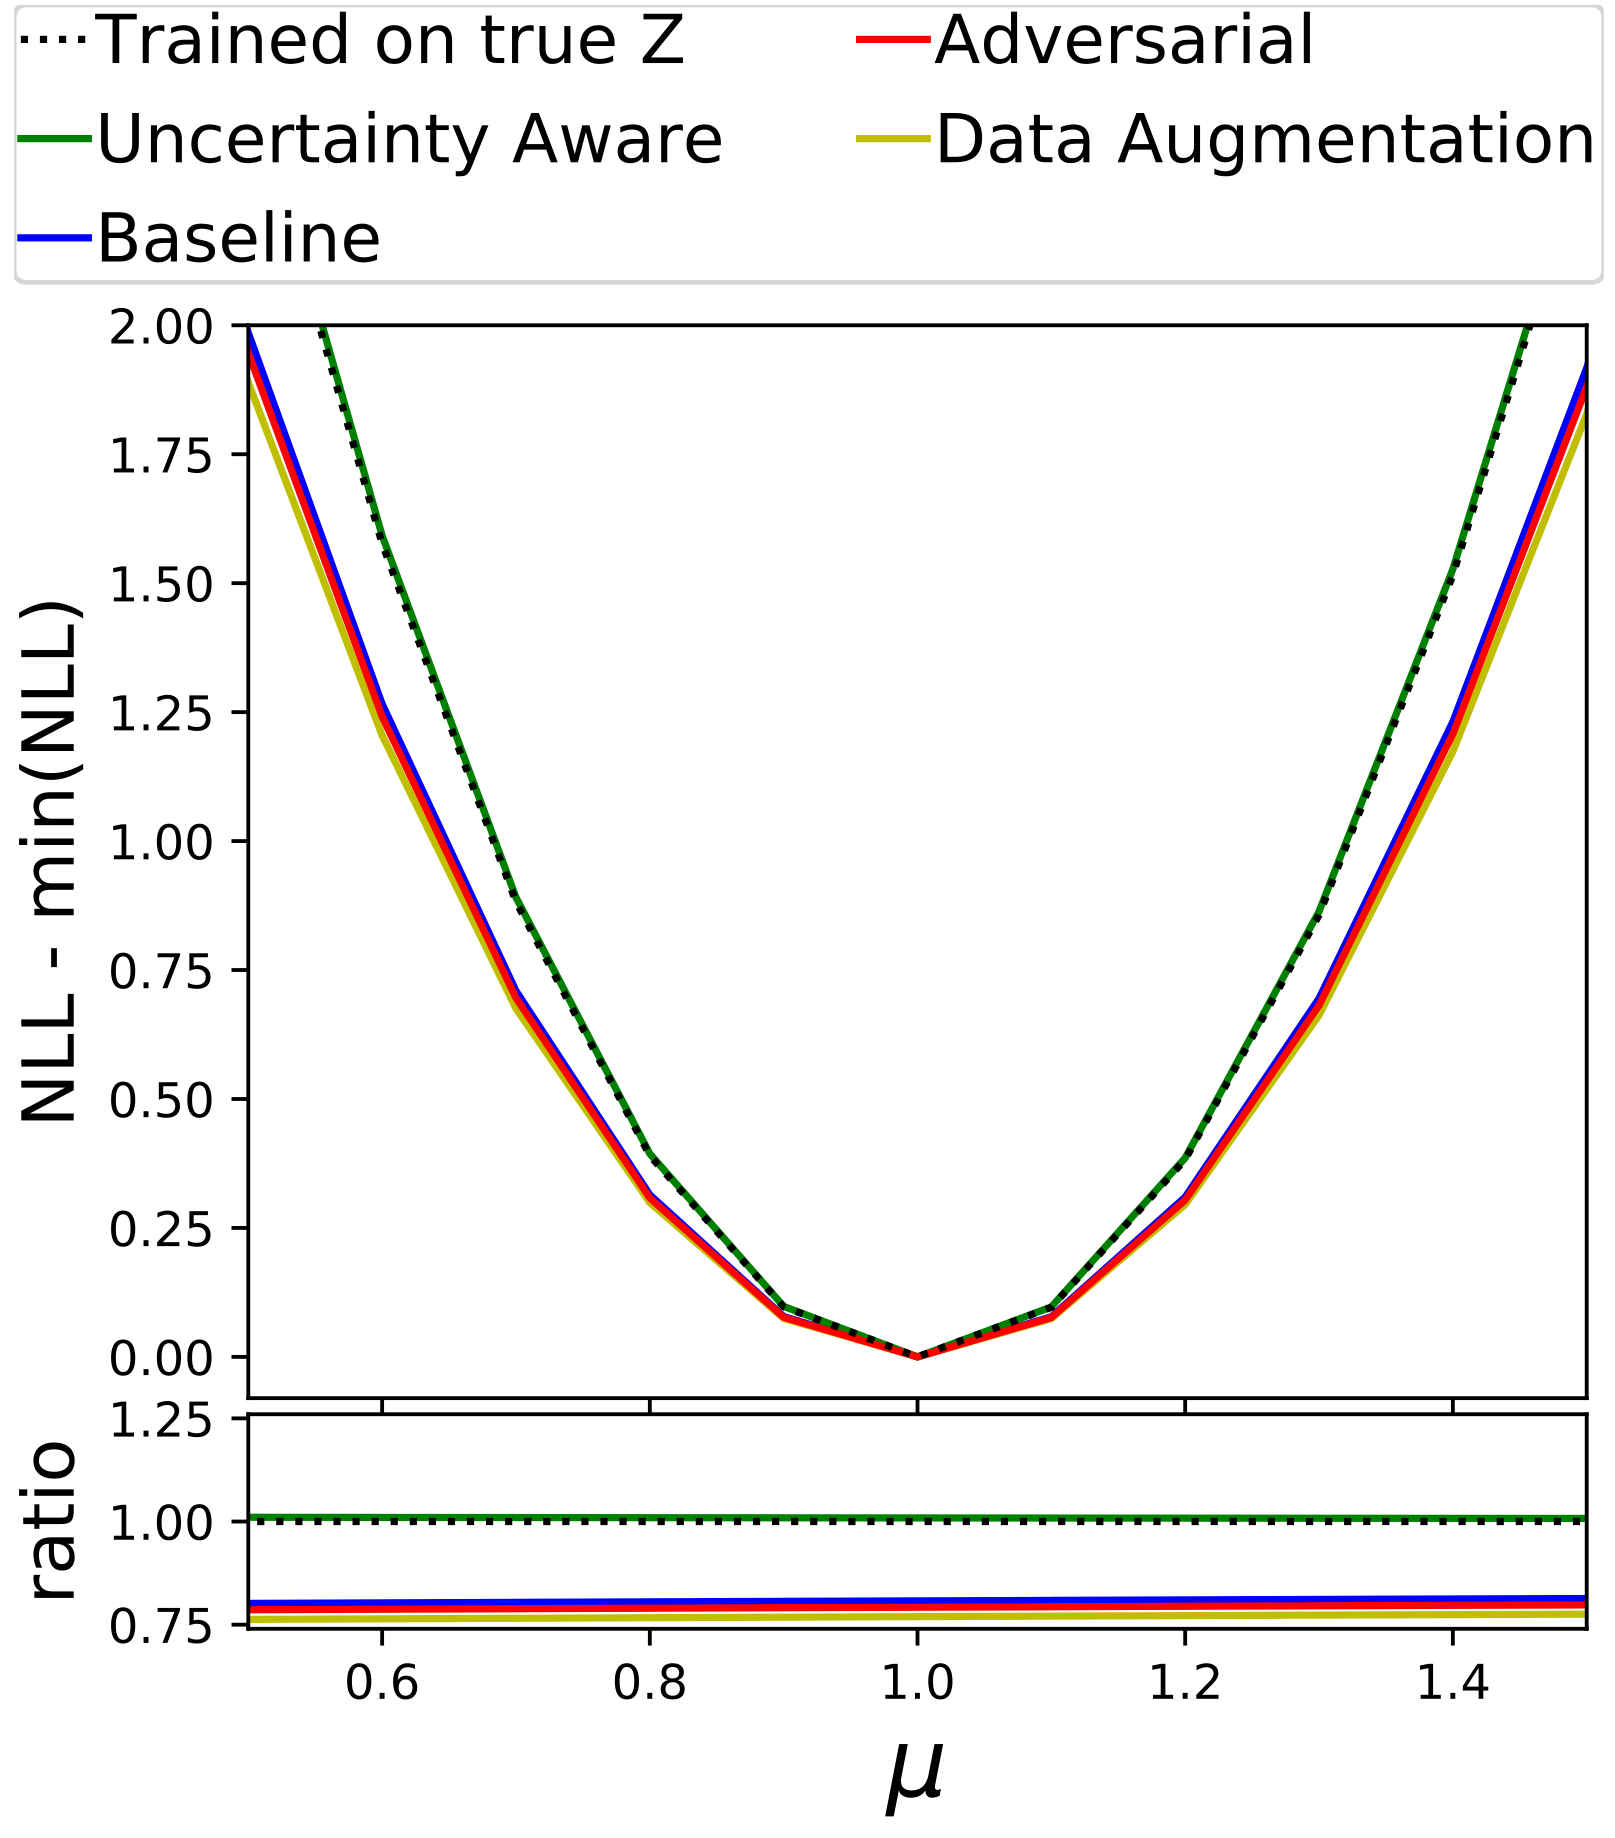 Trained on true Z
Uncertainty Aware
Baseline
Adversarial
Data Augmentation
NLL - min(NLL)
2.00
1.75
1.50
1.25
1.00
0.75
0.50
0.25
0.00
ratio
1.25
1.00
0.75
0.6 0.8 1.0 1.2 1.4
μ